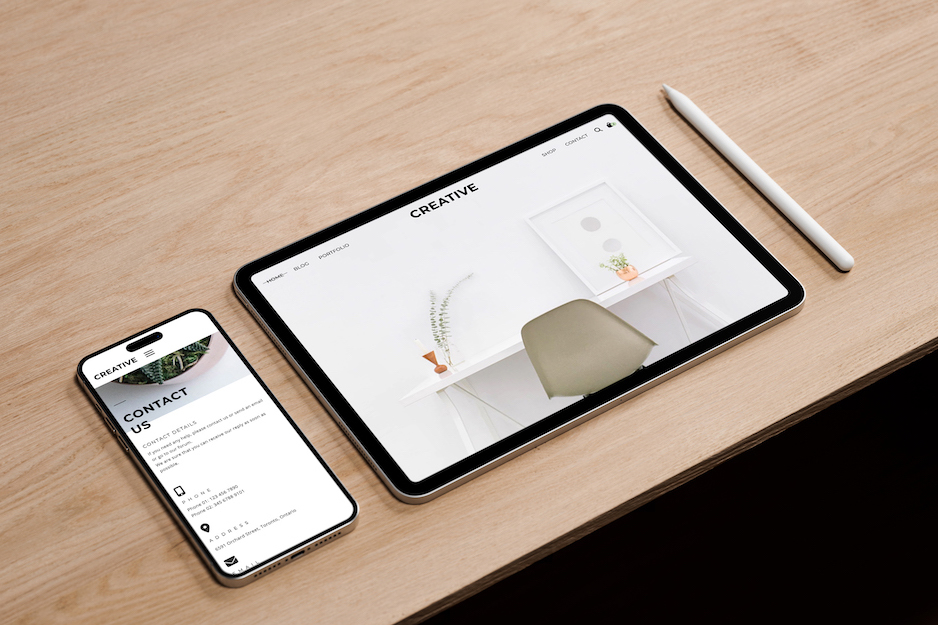 HOME
BLOG
PORTFOLIO
CREATIVE
SHOP
CONTACT
CREATIVE
CONTACT
US
CONTACT DETAILS
If you need any help, please contact us or send an email
or go to our forum.
We are sure that you can receive our reply as soon as
possible.
PHONE
Phone 01: 123 456 7890
Phone 02: 345 6788 9101
ADDRESS
6591 Orchard Street, Toronto, Ontario